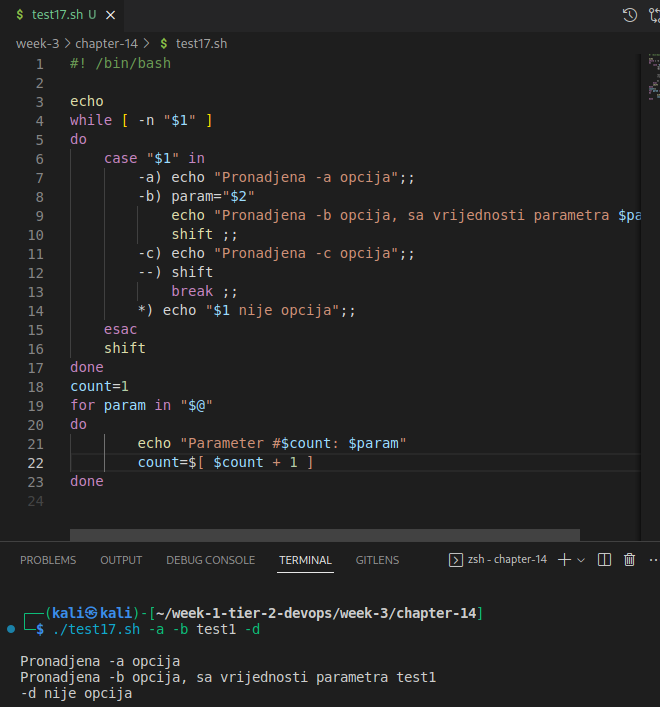 $ test17.sh U ×
week-3 > chapter-14 > $ test17.sh
1 #! /bin/bash
2
3 echo
4 while [ -n "$1" ]
5 do
6     case "$1" in
7         -a) echo "Pronadjena -a opcija";;
8         -b) param="$2"
9             echo "Pronadjena -b opcija, sa vrijednosti parametra $pa
10             shift ;;
11         -c) echo "Pronadjena -c opcija";;
12         --) shift
13             break ;;
14         *) echo "$1 nije opcija";;
15     esac
16     shift
17 done
18 count=1
19 for param in "$@"
20 do
21         echo "Parameter #$count: $param"
22         count=$[ $count + 1 ]
23 done
24
PROBLEMS OUTPUT DEBUG CONSOLE TERMINAL GITLENS zsh - chapter-14
┌──(kali㉿kali)-[~/week-1-tier-2-devops/week-3/chapter-14]
└─$ ./test17.sh -a -b test1 -d
Pronadjena -a opcija
Pronadjena -b opcija, sa vrijednosti parametra test1
-d nije opcija